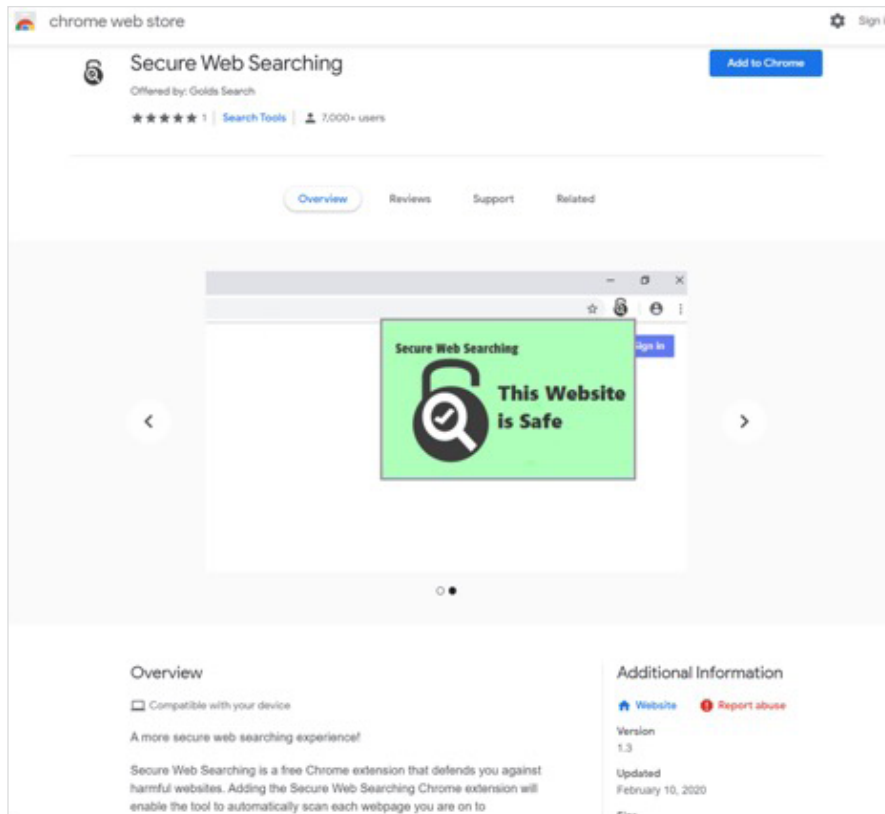 chrome web store
Sign i
Secure Web Searching
Add to Chrome
Offered by: Golds Search
★★★★★ 1 | Search Tools | 7,000+ users
Overview Reviews Support Related
Secure Web Searching
Sign in
This Website
is Safe
Overview
Compatible with your device
A more secure web searching experience!
Secure Web Searching is a free Chrome extension that defends you against
harmful websites. Adding the Secure Web Searching Chrome extension will
enable the tool to automatically scan each webpage you are on to
Additional Information
Website Report abuse
Version
1.3
Updated
February 10, 2020